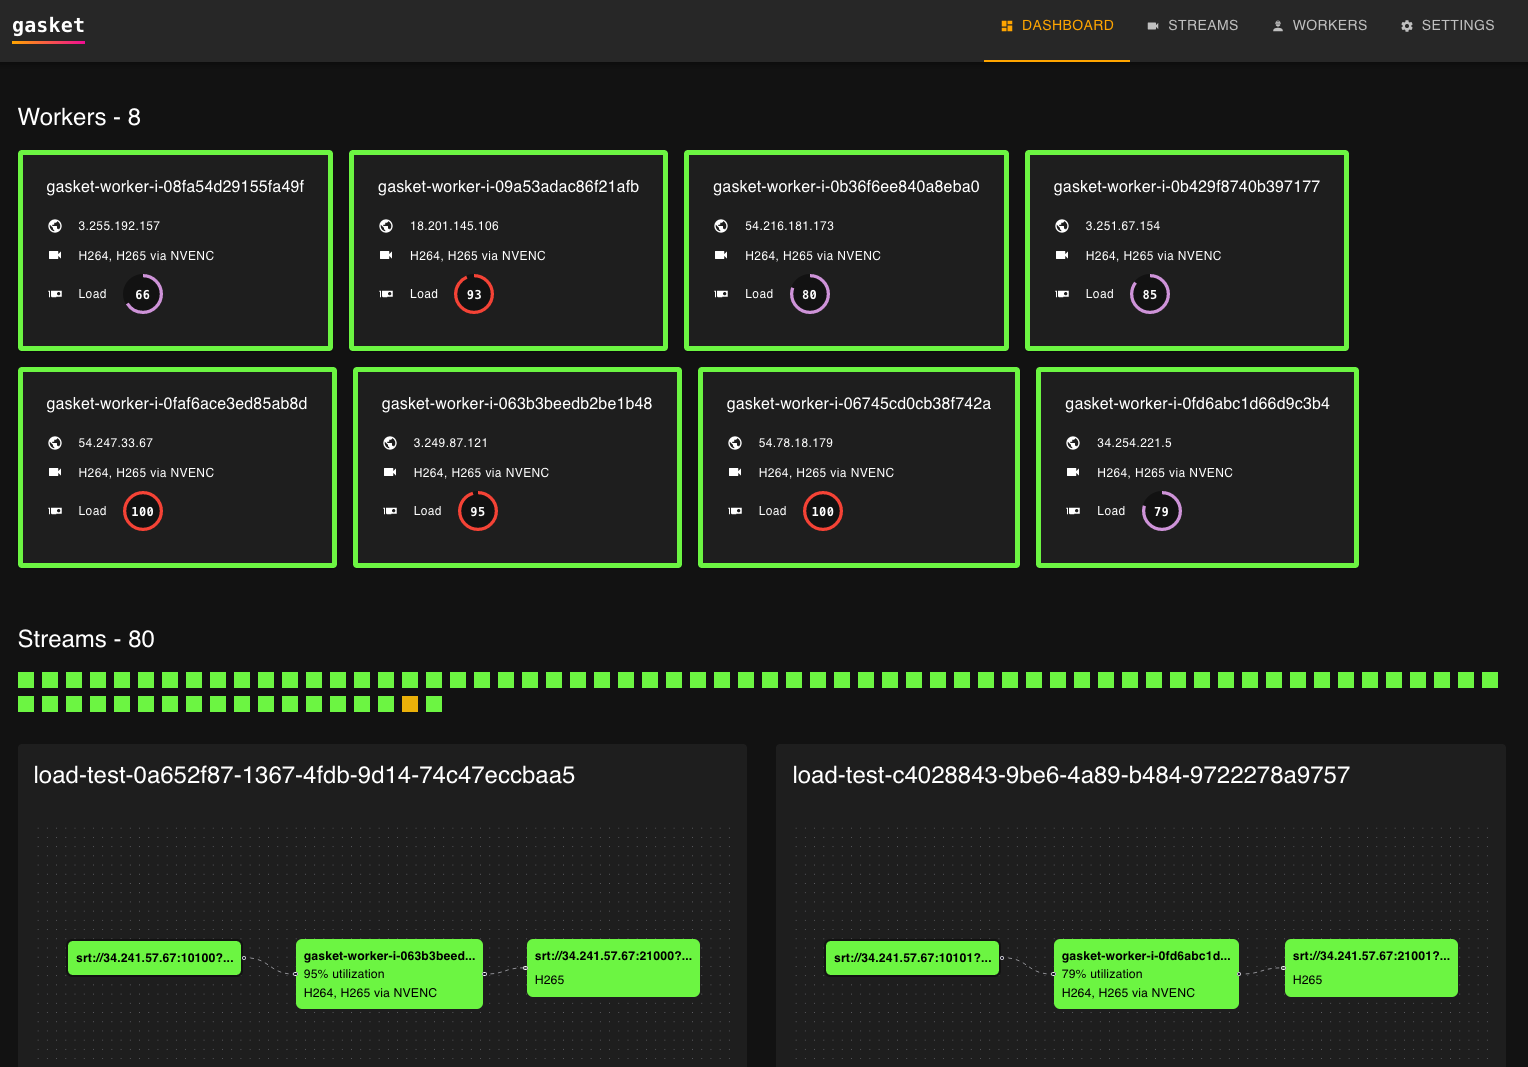 gasket
DASHBOARD
STREAMS
WORKERS
SETTINGS
Workers - 8
gasket-worker-i-08fa54d29155fa49f
3.255.192.157
H264, H265 via NVENC
Load 66
gasket-worker-i-09a53adac86f21afb
18.201.145.106
H264, H265 via NVENC
Load 93
gasket-worker-i-0b36f6ee840a8eba0
54.216.181.173
H264, H265 via NVENC
Load 80
gasket-worker-i-0b429f8740b397177
3.251.67.154
H264, H265 via NVENC
Load 85
gasket-worker-i-0faf6ace3ed85ab8d
54.247.33.67
H264, H265 via NVENC
Load 100
gasket-worker-i-063b3beedb2be1b48
3.249.87.121
H264, H265 via NVENC
Load 95
gasket-worker-i-06745cd0cb38f742a
54.78.18.179
H264, H265 via NVENC
Load 100
gasket-worker-i-0fd6abc1d66d9c3b4
34.254.221.5
H264, H265 via NVENC
Load 79
Streams - 80
load-test-0a652f87-1367-4fdb-9d14-74c47eccbaa5
srt://34.241.57.67:10100?...
gasket-worker-i-063b3beed...
95% utilization
H264, H265 via NVENC
srt://34.241.57.67:21000?...
H265
load-test-c4028843-9be6-4a89-b484-9722278a9757
srt://34.241.57.67:10101?...
gasket-worker-i-0fd6abc1d...
79% utilization
H264, H265 via NVENC
srt://34.241.57.67:21001?...
H265